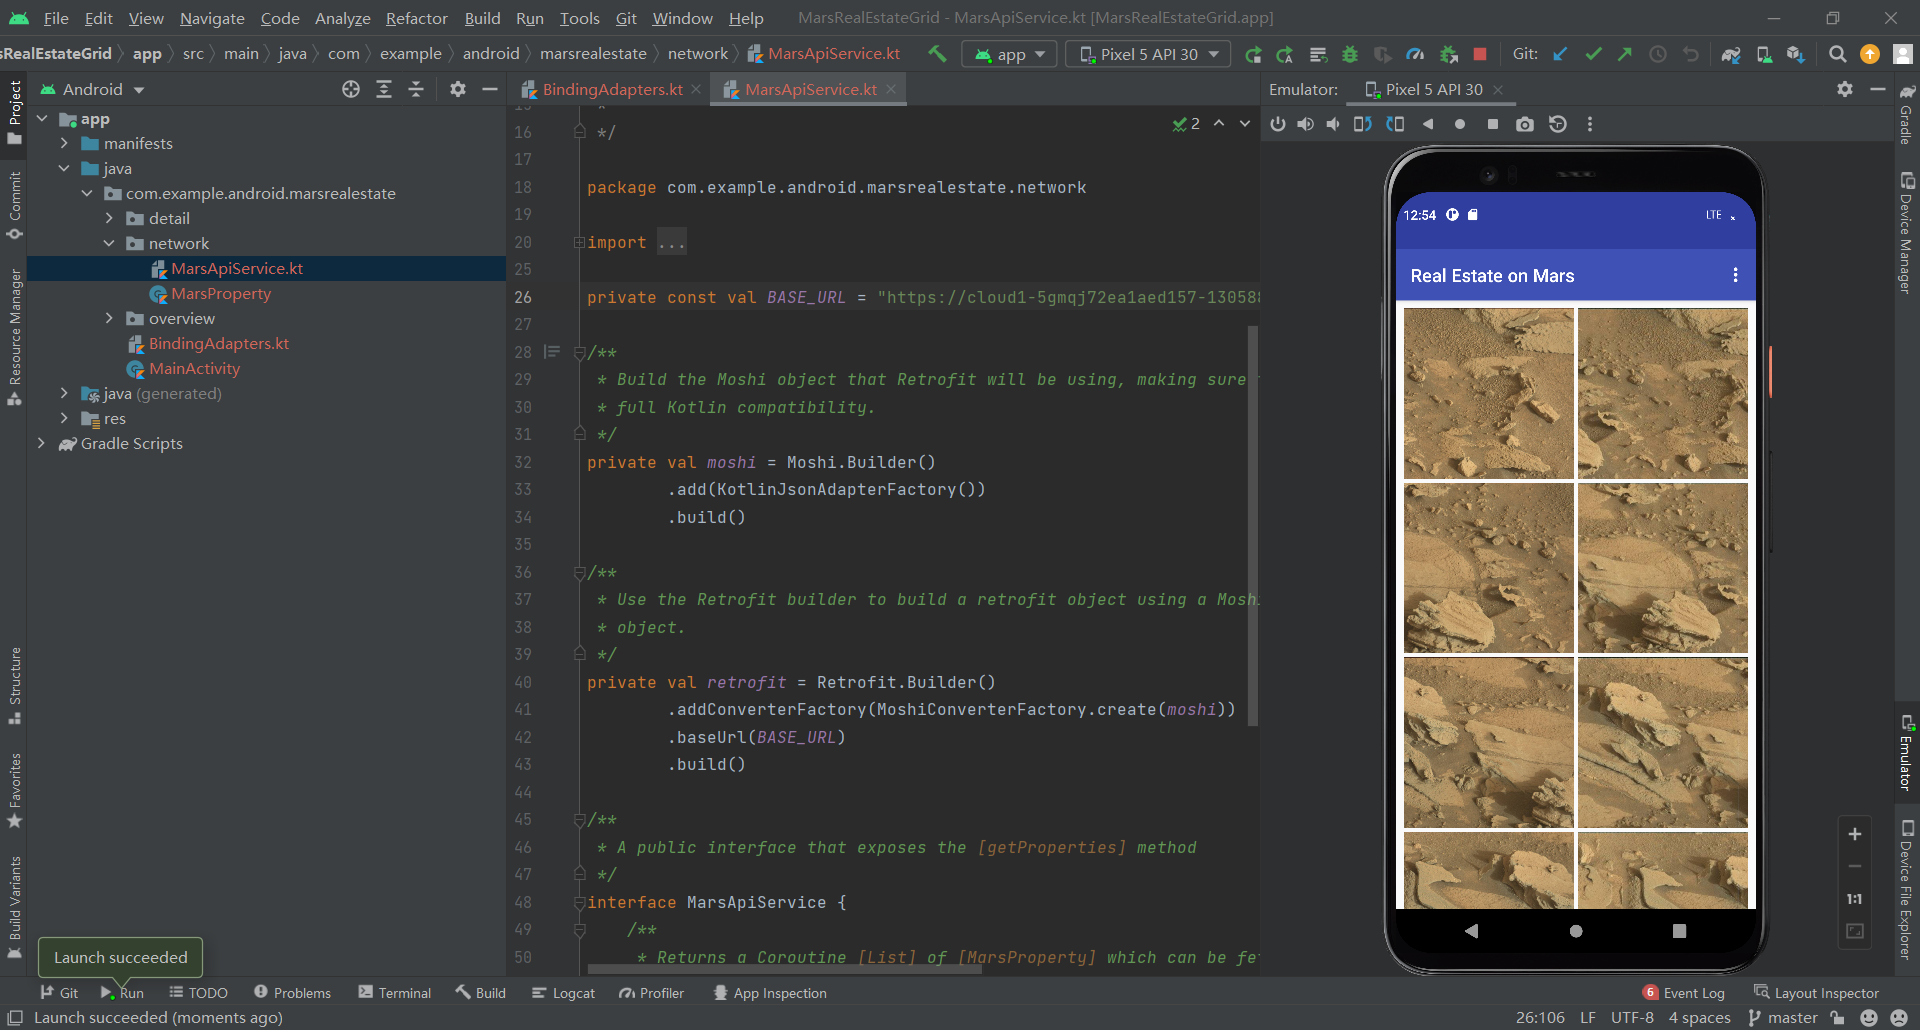 File Edit View Navigate Code Analyze Refactor Build Run Tools Git Window Help MarsRealEstateGrid - MarsApiService.kt [MarsRealEstateGrid.app]
sRealEstateGrid app src main java com example android marsrealestate network MarsApiService.kt app Pixel 5 API 30 Git:
Android
app
manifests
java
com.example.android.marsrealestate
detail
network
MarsApiService.kt
MarsProperty
overview
BindingAdapters.kt
MainActivity
java (generated)
res
Gradle Scripts
Project
Commit
Resource Manager
Structure
Favorites
Build Variants
BindingAdapters.kt MarsApiService.kt
2
15 *
16 */
17
18 package com.example.android.marsrealestate.network
19
20 import ...
25
26 private const val BASE_URL = "https://cloud1-5gmqj72ea1aed157-13058
27
28 /**
29 * Build the Moshi object that Retrofit will be using, making sure
30 * full Kotlin compatibility.
31 */
32 private val moshi = Moshi.Builder()
33 .add(KotlinJsonAdapterFactory())
34 .build()
35
36 /**
37 * Use the Retrofit builder to build a retrofit object using a Moshi
38 * object.
39 */
40 private val retrofit = Retrofit.Builder()
41 .addConverterFactory(MoshiConverterFactory.create(moshi))
42 .baseUrl(BASE_URL)
43 .build()
44
45 /**
46 * A public interface that exposes the [getProperties] method
47 */
48 interface MarsApiService {
49 /**
50 * Returns a Coroutine [List] of [MarsProperty] which can be fe
Emulator: Pixel 5 API 30
12:54 LTE
Real Estate on Mars
1:1
Gradle
Device Manager
Emulator
Device File Explorer
Launch succeeded
Git Run TODO Problems Terminal Build Logcat Profiler App Inspection 6 Event Log Layout Inspector
Launch succeeded (moments ago) 26:106 LF UTF-8 4 spaces master